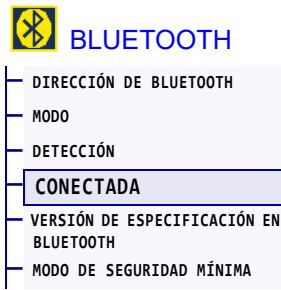 BLUETOOTH
DIRECCIÓN DE BLUETOOTH
MODO
DETECCIÓN
CONECTADA
VERSIÓN DE ESPECIFICACIÓN EN
BLUETOOTH
MODO DE SEGURIDAD MÍNIMA